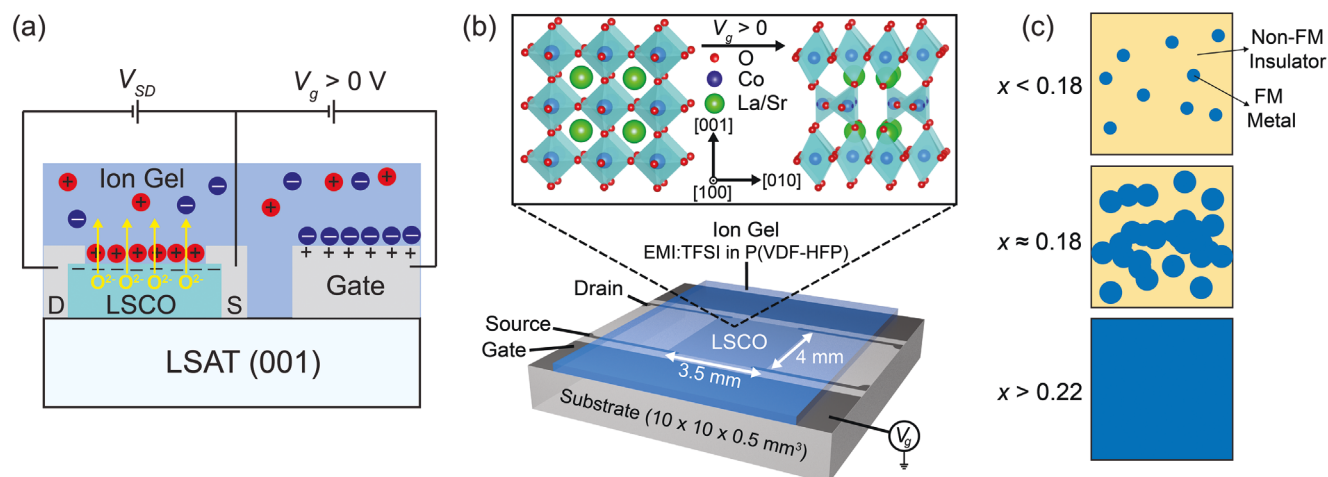 (a)
V_SD
V_g > 0 V
Ion Gel
+ − + − +
− + − +
+ + + + + + − − − − − −
+ + + + + +
− − − − − − − −
O²⁻ O²⁻ O²⁻ O²⁻
D LSCO S Gate
LSAT (001)
(b)
V_g > 0
O
Co
La/Sr
[001]
[010]
[100]
Ion Gel
EMI:TFSI in P(VDF-HFP)
Drain
Source
Gate
LSCO
4 mm
3.5 mm
Substrate (10 x 10 x 0.5 mm³)
V_g
(c)
x < 0.18
Non-FM
Insulator
FM
Metal
x ≈ 0.18
x > 0.22